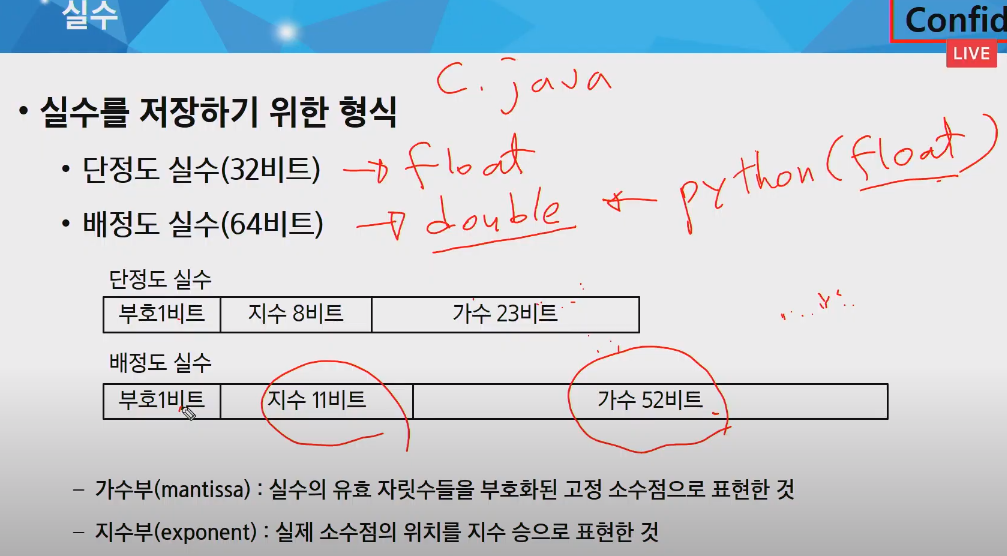 실수
Confid
LIVE
C. java
• 실수를 저장하기 위한 형식
• 단정도 실수(32비트) → float
• 배정도 실수(64비트) → double ← python(float)
단정도 실수
부호1비트 지수 8비트 가수 23비트
배정도 실수
부호1비트 지수 11비트 가수 52비트
– 가수부(mantissa) : 실수의 유효 자릿수들을 부호화된 고정 소수점으로 표현한 것
– 지수부(exponent) : 실제 소수점의 위치를 지수 승으로 표현한 것